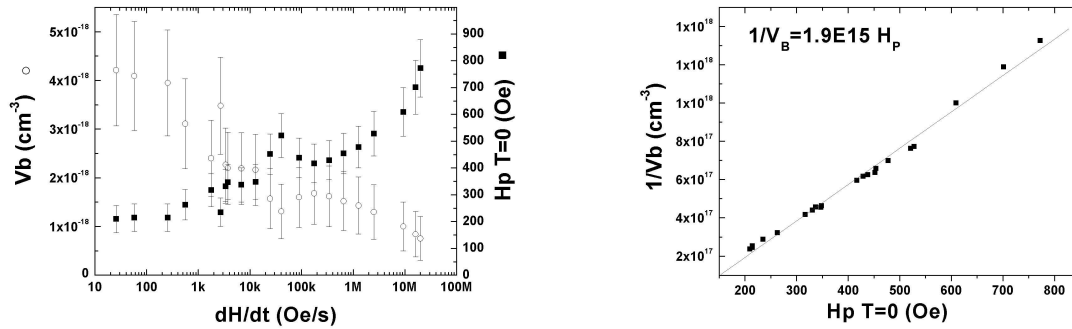 5x10⁻¹⁸
4x10⁻¹⁸
3x10⁻¹⁸
2x10⁻¹⁸
1x10⁻¹⁸
0
Vb (cm⁻³)
10
100
1k
10k
100k
1M
10M
100M
dH/dt (Oe/s)
900
800
700
600
500
400
300
200
100
0
Hp T=0 (Oe)
1/V_B=1.9E15 H_P
1x10¹⁸
1x10¹⁸
1x10¹⁸
8x10¹⁷
6x10¹⁷
4x10¹⁷
2x10¹⁷
1/Vb (cm⁻³)
200
300
400
500
600
700
800
Hp T=0 (Oe)